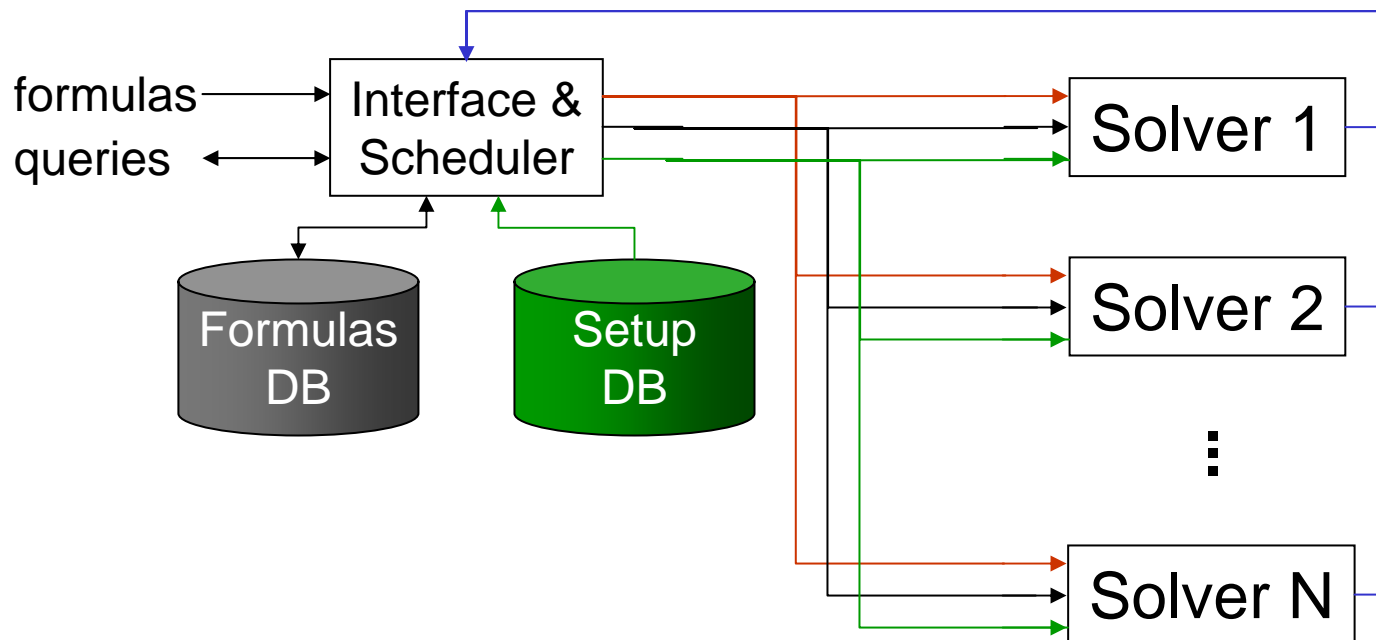 formulas
queries
Interface &
Scheduler
Solver 1
Formulas
DB
Setup
DB
Solver 2
Solver N